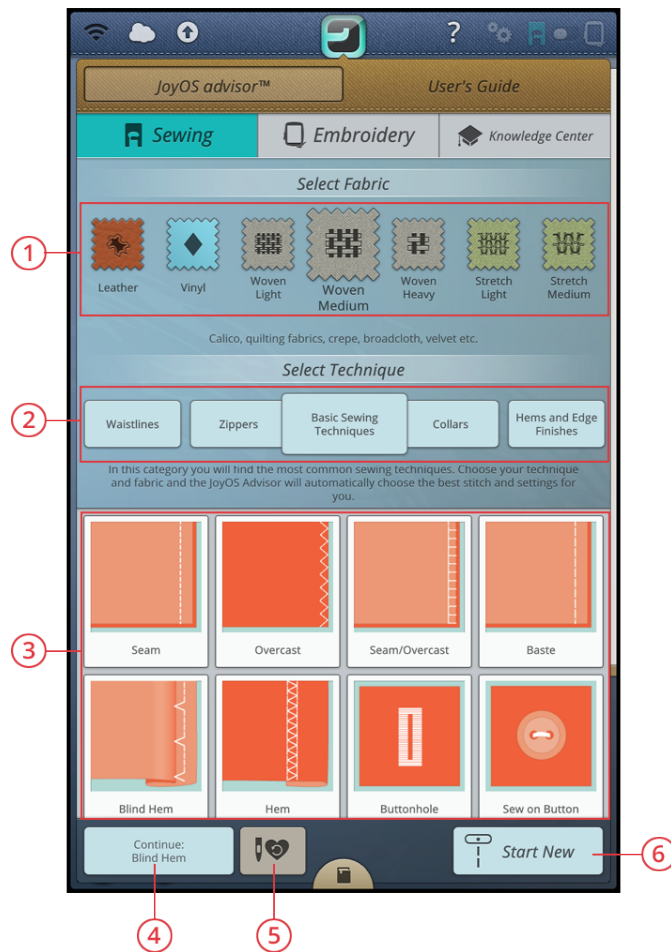 ?
JoyOS advisor™
User's Guide
Sewing
Embroidery
Knowledge Center
Select Fabric
1
Leather
Vinyl
Woven
Light
Woven
Medium
Woven
Heavy
Stretch
Light
Stretch
Medium
Calico, quilting fabrics, crepe, broadcloth, velvet etc.
Select Technique
2
Waistlines
Zippers
Basic Sewing
Techniques
Collars
Hems and Edge
Finishes
In this category you will find the most common sewing techniques. Choose your technique
and fabric and the JoyOS Advisor will automatically choose the best stitch and settings for
you.
3
Seam
Overcast
Seam/Overcast
Baste
Blind Hem
Hem
Buttonhole
Sew on Button
Continue:
Blind Hem
Start New
6
4
5